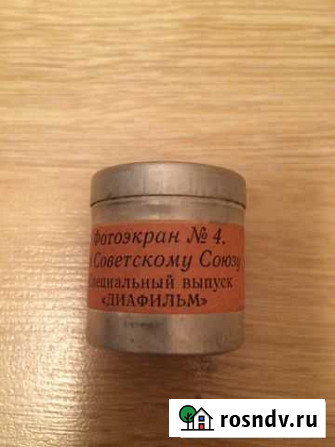 Фотоэкран № 4.
Советскому Союзу
Специальный выпуск
«ДИАФИЛЬМ»
rosndv.ru